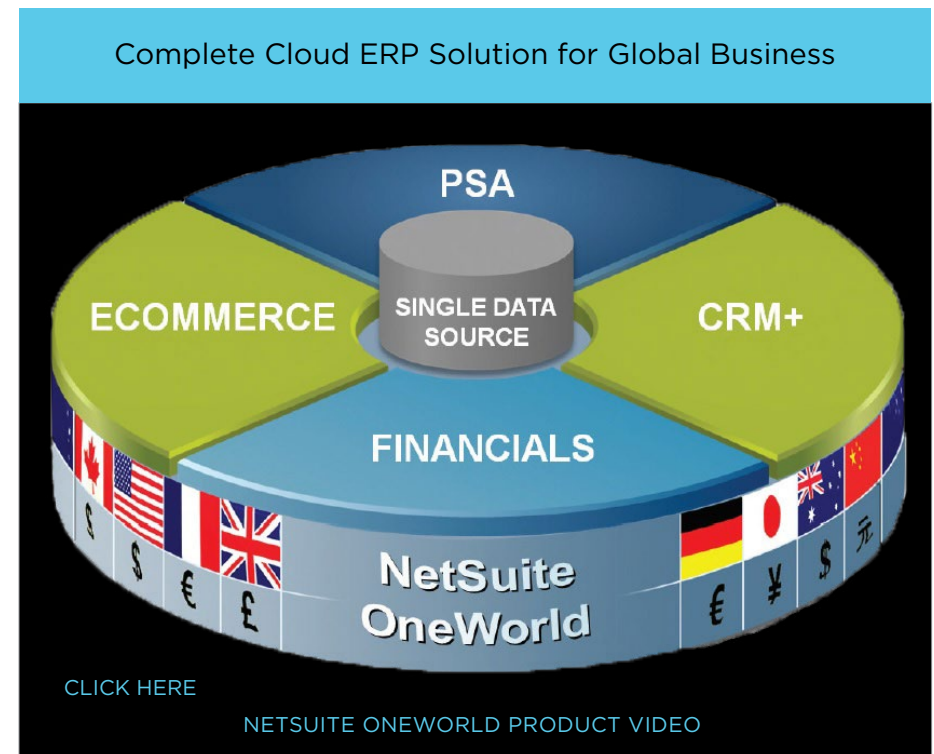 Complete Cloud ERP Solution for Global Business
PSA
ECOMMERCE
SINGLE DATA
SOURCE
CRM+
FINANCIALS
$ $ € £
NetSuite
OneWorld
€ ¥ $ 元
CLICK HERE
NETSUITE ONEWORLD PRODUCT VIDEO